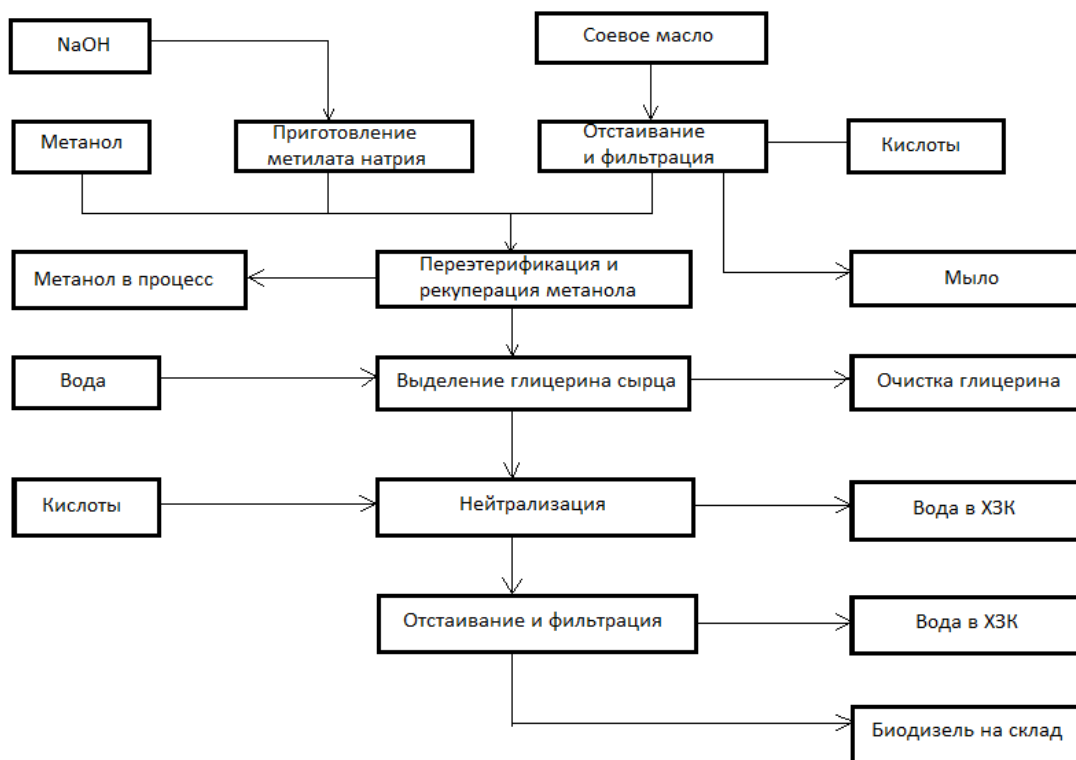 NaOH
Соевое масло
Метанол
Приготовление
метилата натрия
Отстаивание
и фильтрация
Кислоты
Метанол в процесс
Переэтерификация и
рекуперация метанола
Мыло
Вода
Выделение глицерина сырца
Очистка глицерина
Кислоты
Нейтрализация
Вода в ХЗК
Отстаивание и фильтрация
Вода в ХЗК
Биодизель на склад